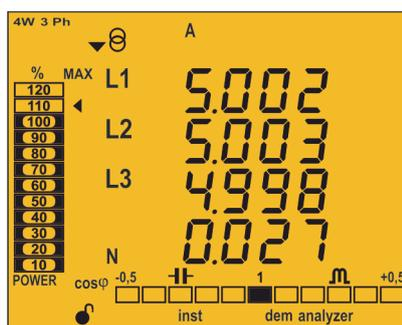 4W 3 Ph
A
% MAX L1 5.002
120
110
100
L2 5.003
90
80
70
L3 4.998
60
50
40
30
N 0.027
20
10
POWER cosφ -0,5 1 +0,5
inst dem analyzer